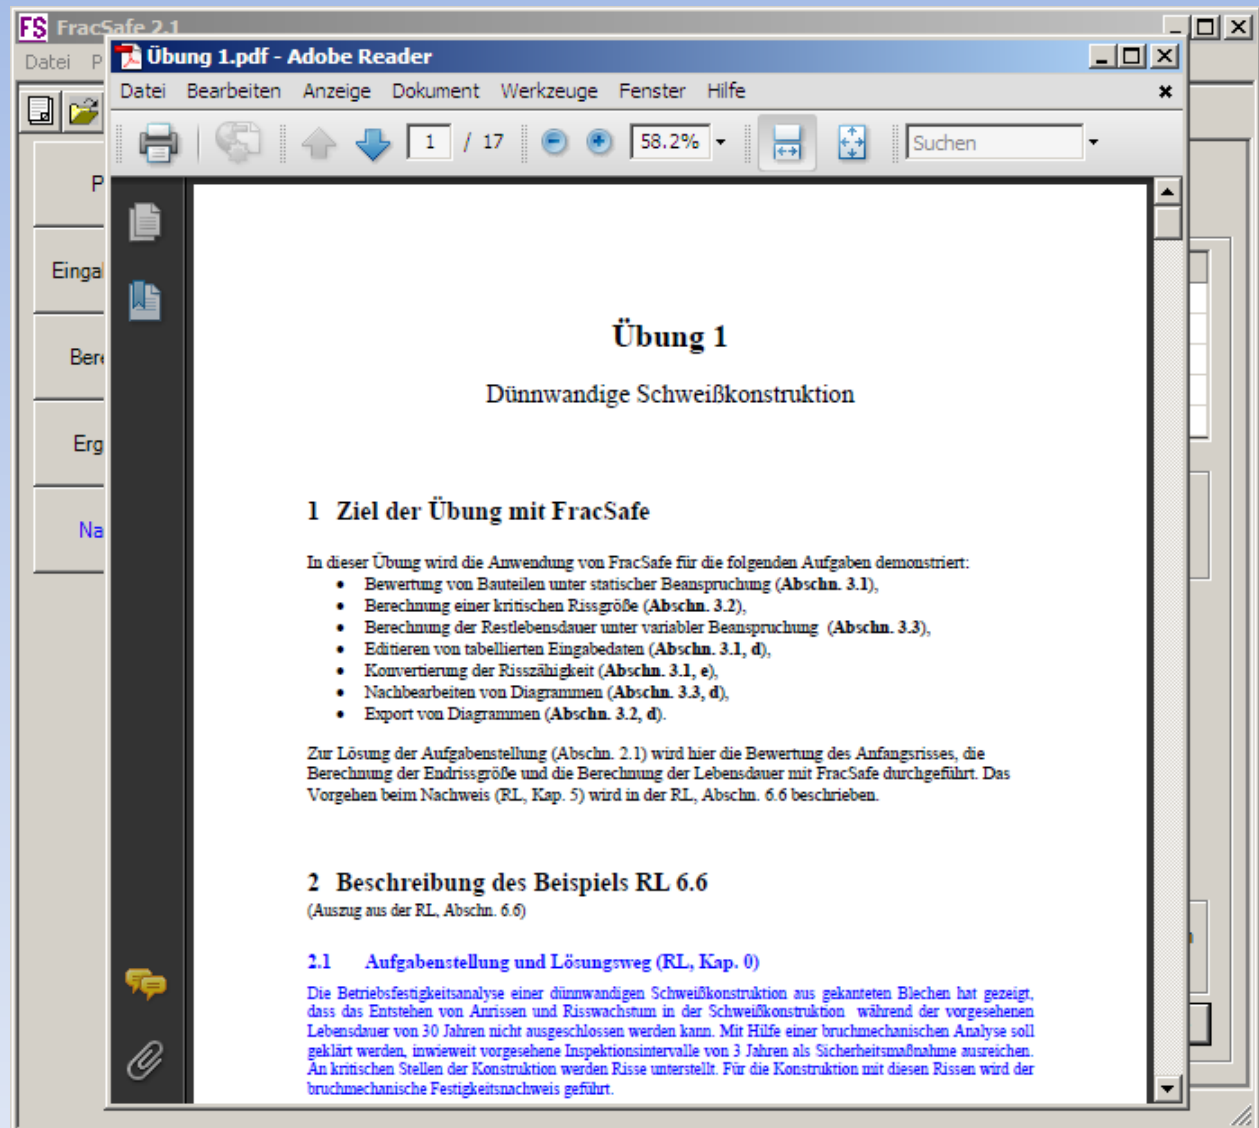 FS FracSafe 2.1
Datei P
Übung 1.pdf - Adobe Reader
Datei Bearbeiten Anzeige Dokument Werkzeuge Fenster Hilfe
1 / 17 58.2% Suchen
P
Eingal
Bere
Erg
Na
Übung 1
Dünnwandige Schweißkonstruktion
1 Ziel der Übung mit FracSafe
In dieser Übung wird die Anwendung von FracSafe für die folgenden Aufgaben demonstriert:
• Bewertung von Bauteilen unter statischer Beanspruchung (Abschn. 3.1),
• Berechnung einer kritischen Rissgröße (Abschn. 3.2),
• Berechnung der Restlebensdauer unter variabler Beanspruchung (Abschn. 3.3),
• Editieren von tabellierten Eingabedaten (Abschn. 3.1, d),
• Konvertierung der Risszähigkeit (Abschn. 3.1, e),
• Nachbearbeiten von Diagrammen (Abschn. 3.3, d),
• Export von Diagrammen (Abschn. 3.2, d).
Zur Lösung der Aufgabenstellung (Abschn. 2.1) wird hier die Bewertung des Anfangsrisses, die
Berechnung der Endrissgröße und die Berechnung der Lebensdauer mit FracSafe durchgeführt. Das
Vorgehen beim Nachweis (RL, Kap. 5) wird in der RL, Abschn. 6.6 beschrieben.
2 Beschreibung des Beispiels RL 6.6
(Auszug aus der RL, Abschn. 6.6)
2.1 Aufgabenstellung und Lösungsweg (RL, Kap. 0)
Die Betriebsfestigkeitsanalyse einer dünnwandigen Schweißkonstruktion aus gekanteten Blechen hat gezeigt,
dass das Entstehen von Anrissen und Risswachstum in der Schweißkonstruktion während der vorgesehenen
Lebensdauer von 30 Jahren nicht ausgeschlossen werden kann. Mit Hilfe einer bruchmechanischen Analyse soll
geklärt werden, inwieweit vorgesehene Inspektionsintervalle von 3 Jahren als Sicherheitsmaßnahme ausreichen.
An kritischen Stellen der Konstruktion werden Risse unterstellt. Für die Konstruktion mit diesen Rissen wird der
bruchmechanische Festigkeitsnachweis geführt.